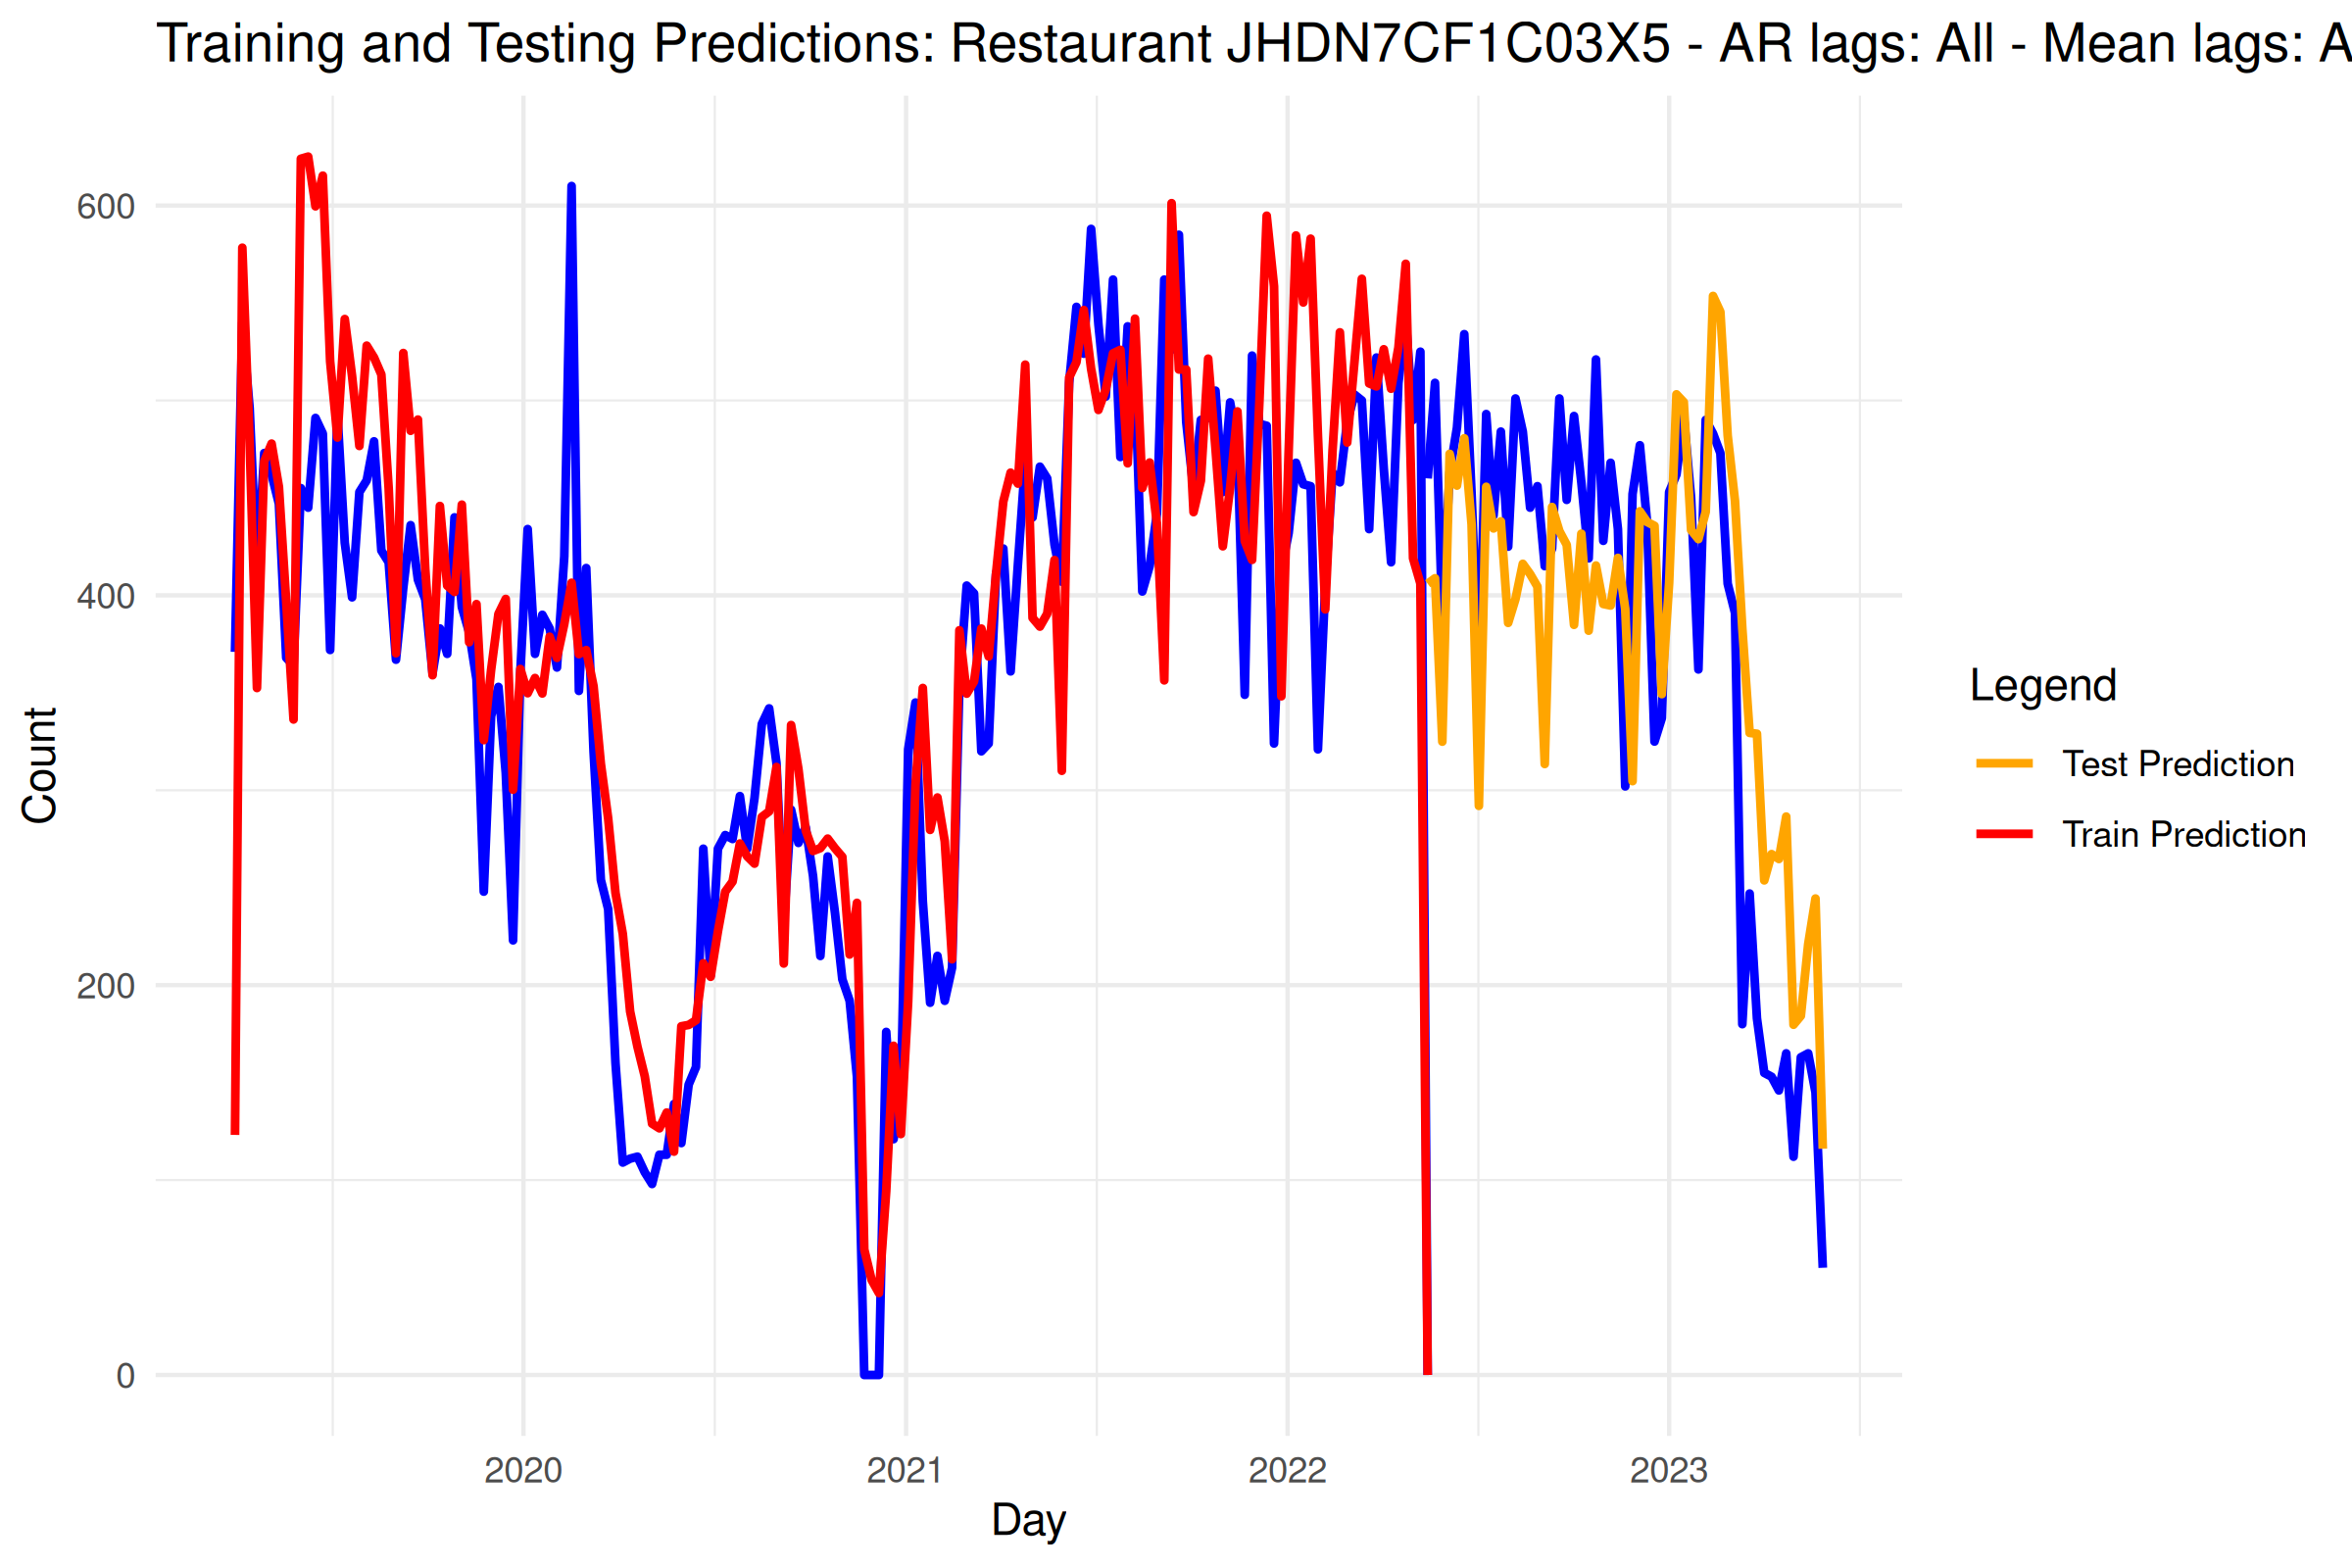 Training and Testing Predictions: Restaurant JHDN7CF1C03X5 - AR lags: All - Mean lags: A
600
400
200
0
Count
2020
2021
2022
2023
Day
Legend
Test Prediction
Train Prediction